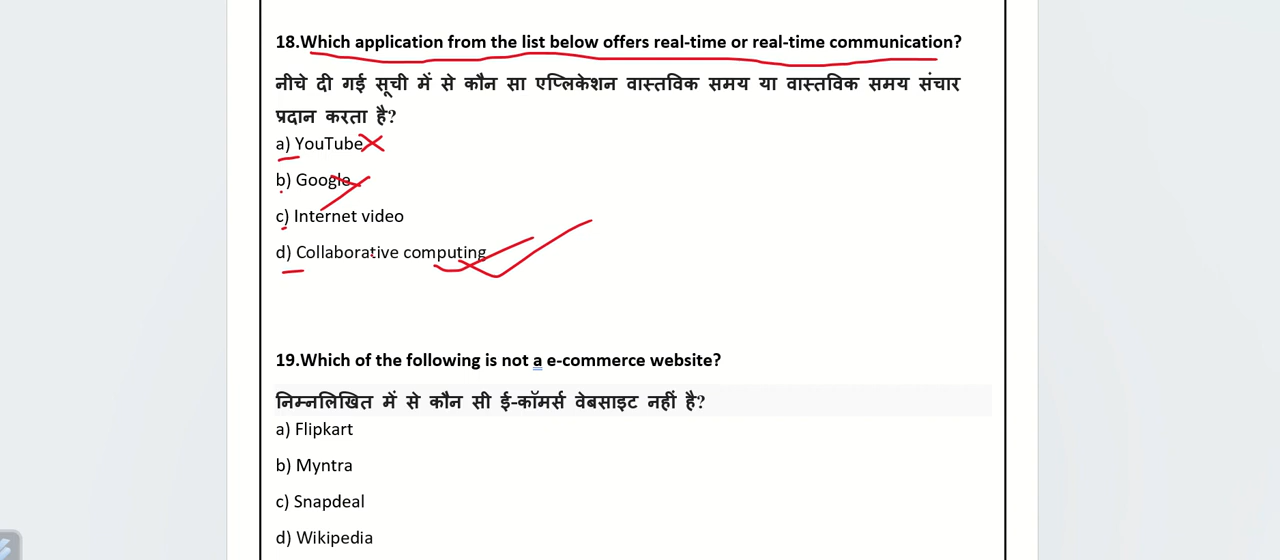 18.Which application from the list below offers real-time or real-time communication?
नीचे दी गई सूची में से कौन सा एप्लिकेशन वास्तविक समय या वास्तविक समय संचार
प्रदान करता है?
a) YouTube
b) Google
c) Internet video
d) Collaborative computing
19.Which of the following is not a e-commerce website?
निम्नलिखित में से कौन सी ई-कॉमर्स वेबसाइट नहीं है?
a) Flipkart
b) Myntra
c) Snapdeal
d) Wikipedia